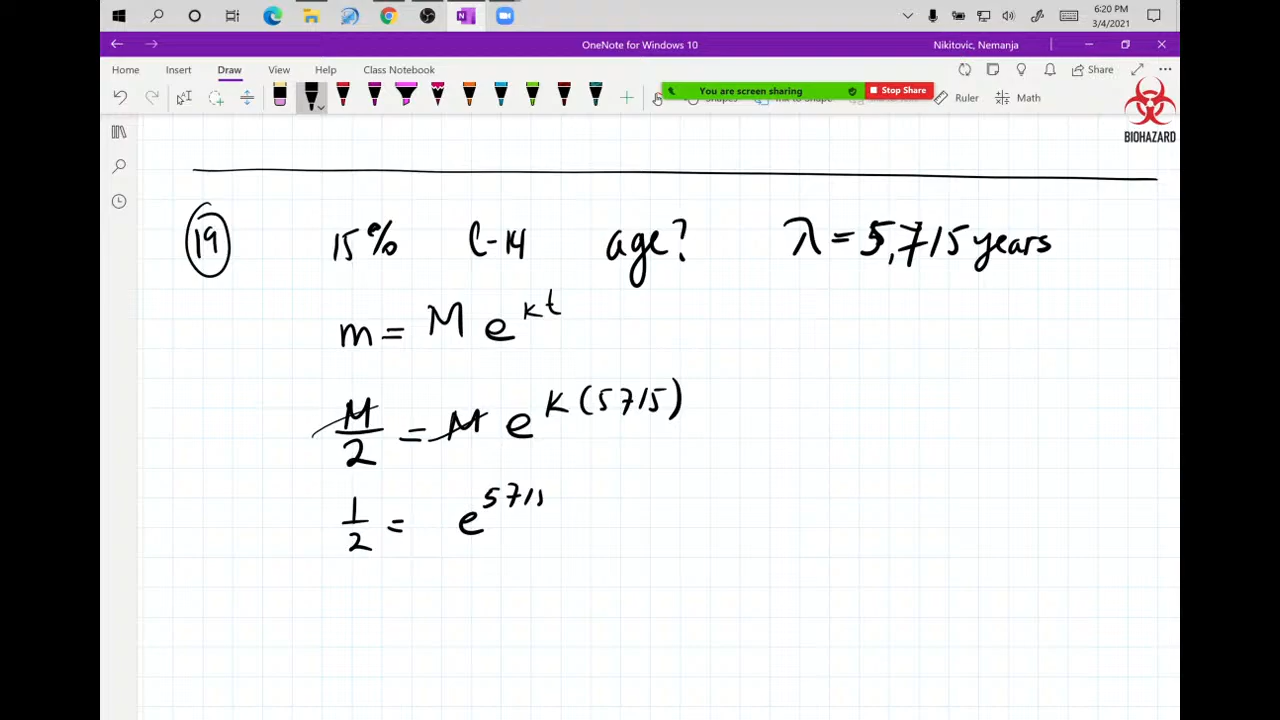 6:20 PM
3/4/2021
OneNote for Windows 10
Nikitovic, Nemanja
Home Insert Draw View Help Class Notebook Share
You are screen sharing Stop Share Ruler Math
BIOHAZARD
19 15% C-14 age? λ = 5,715 years
m = M e^{kt}
M/2 = M e^{k(5715)}
1/2 = e^{571